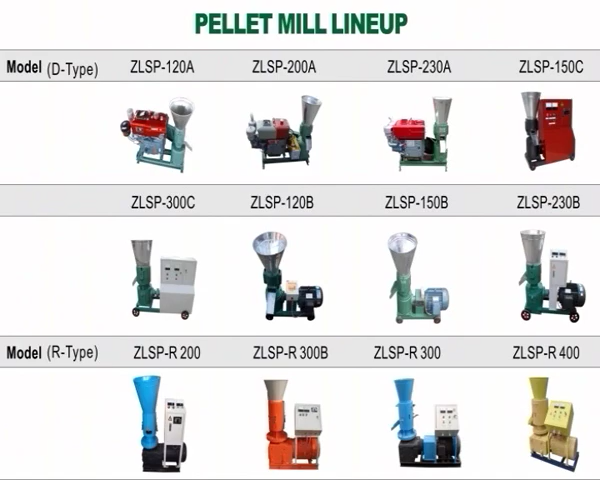 PELLET MILL LINEUP
Model (D-Type) ZLSP-120A ZLSP-200A ZLSP-230A ZLSP-150C
ZLSP-300C ZLSP-120B ZLSP-150B ZLSP-230B
Model (R-Type) ZLSP-R 200 ZLSP-R 300B ZLSP-R 300 ZLSP-R 400